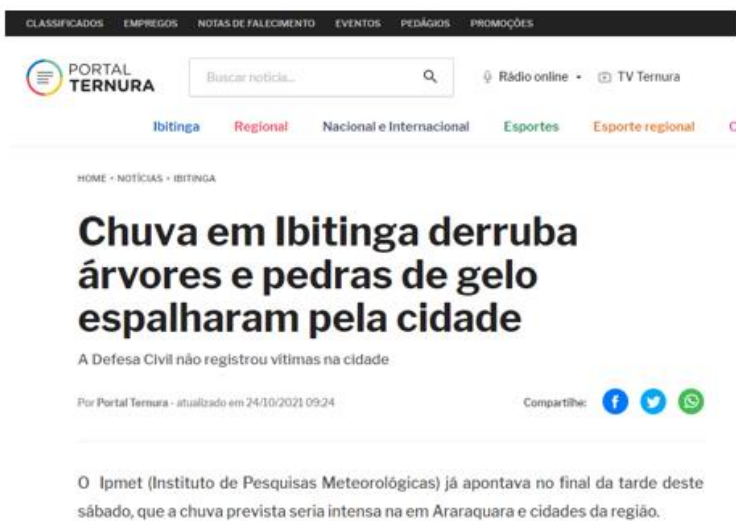 CLASSIFICADOS EMPREGOS NOTAS DE FALECIMENTO EVENTOS PEDÁGIOS PROMOÇÕES
PORTAL
TERNURA
Buscar notícia...
Rádio online
TV Ternura
Ibitinga Regional Nacional e Internacional Esportes Esporte regional
HOME • NOTÍCIAS • IBITINGA
Chuva em Ibitinga derruba
árvores e pedras de gelo
espalharam pela cidade
A Defesa Civil não registrou vítimas na cidade
Por Portal Ternura - atualizado em 24/10/2021 09:24
Compartilhe:
O Ipmet (Instituto de Pesquisas Meteorológicas) já apontava no final da tarde deste
sábado, que a chuva prevista seria intensa na em Araraquara e cidades da região.